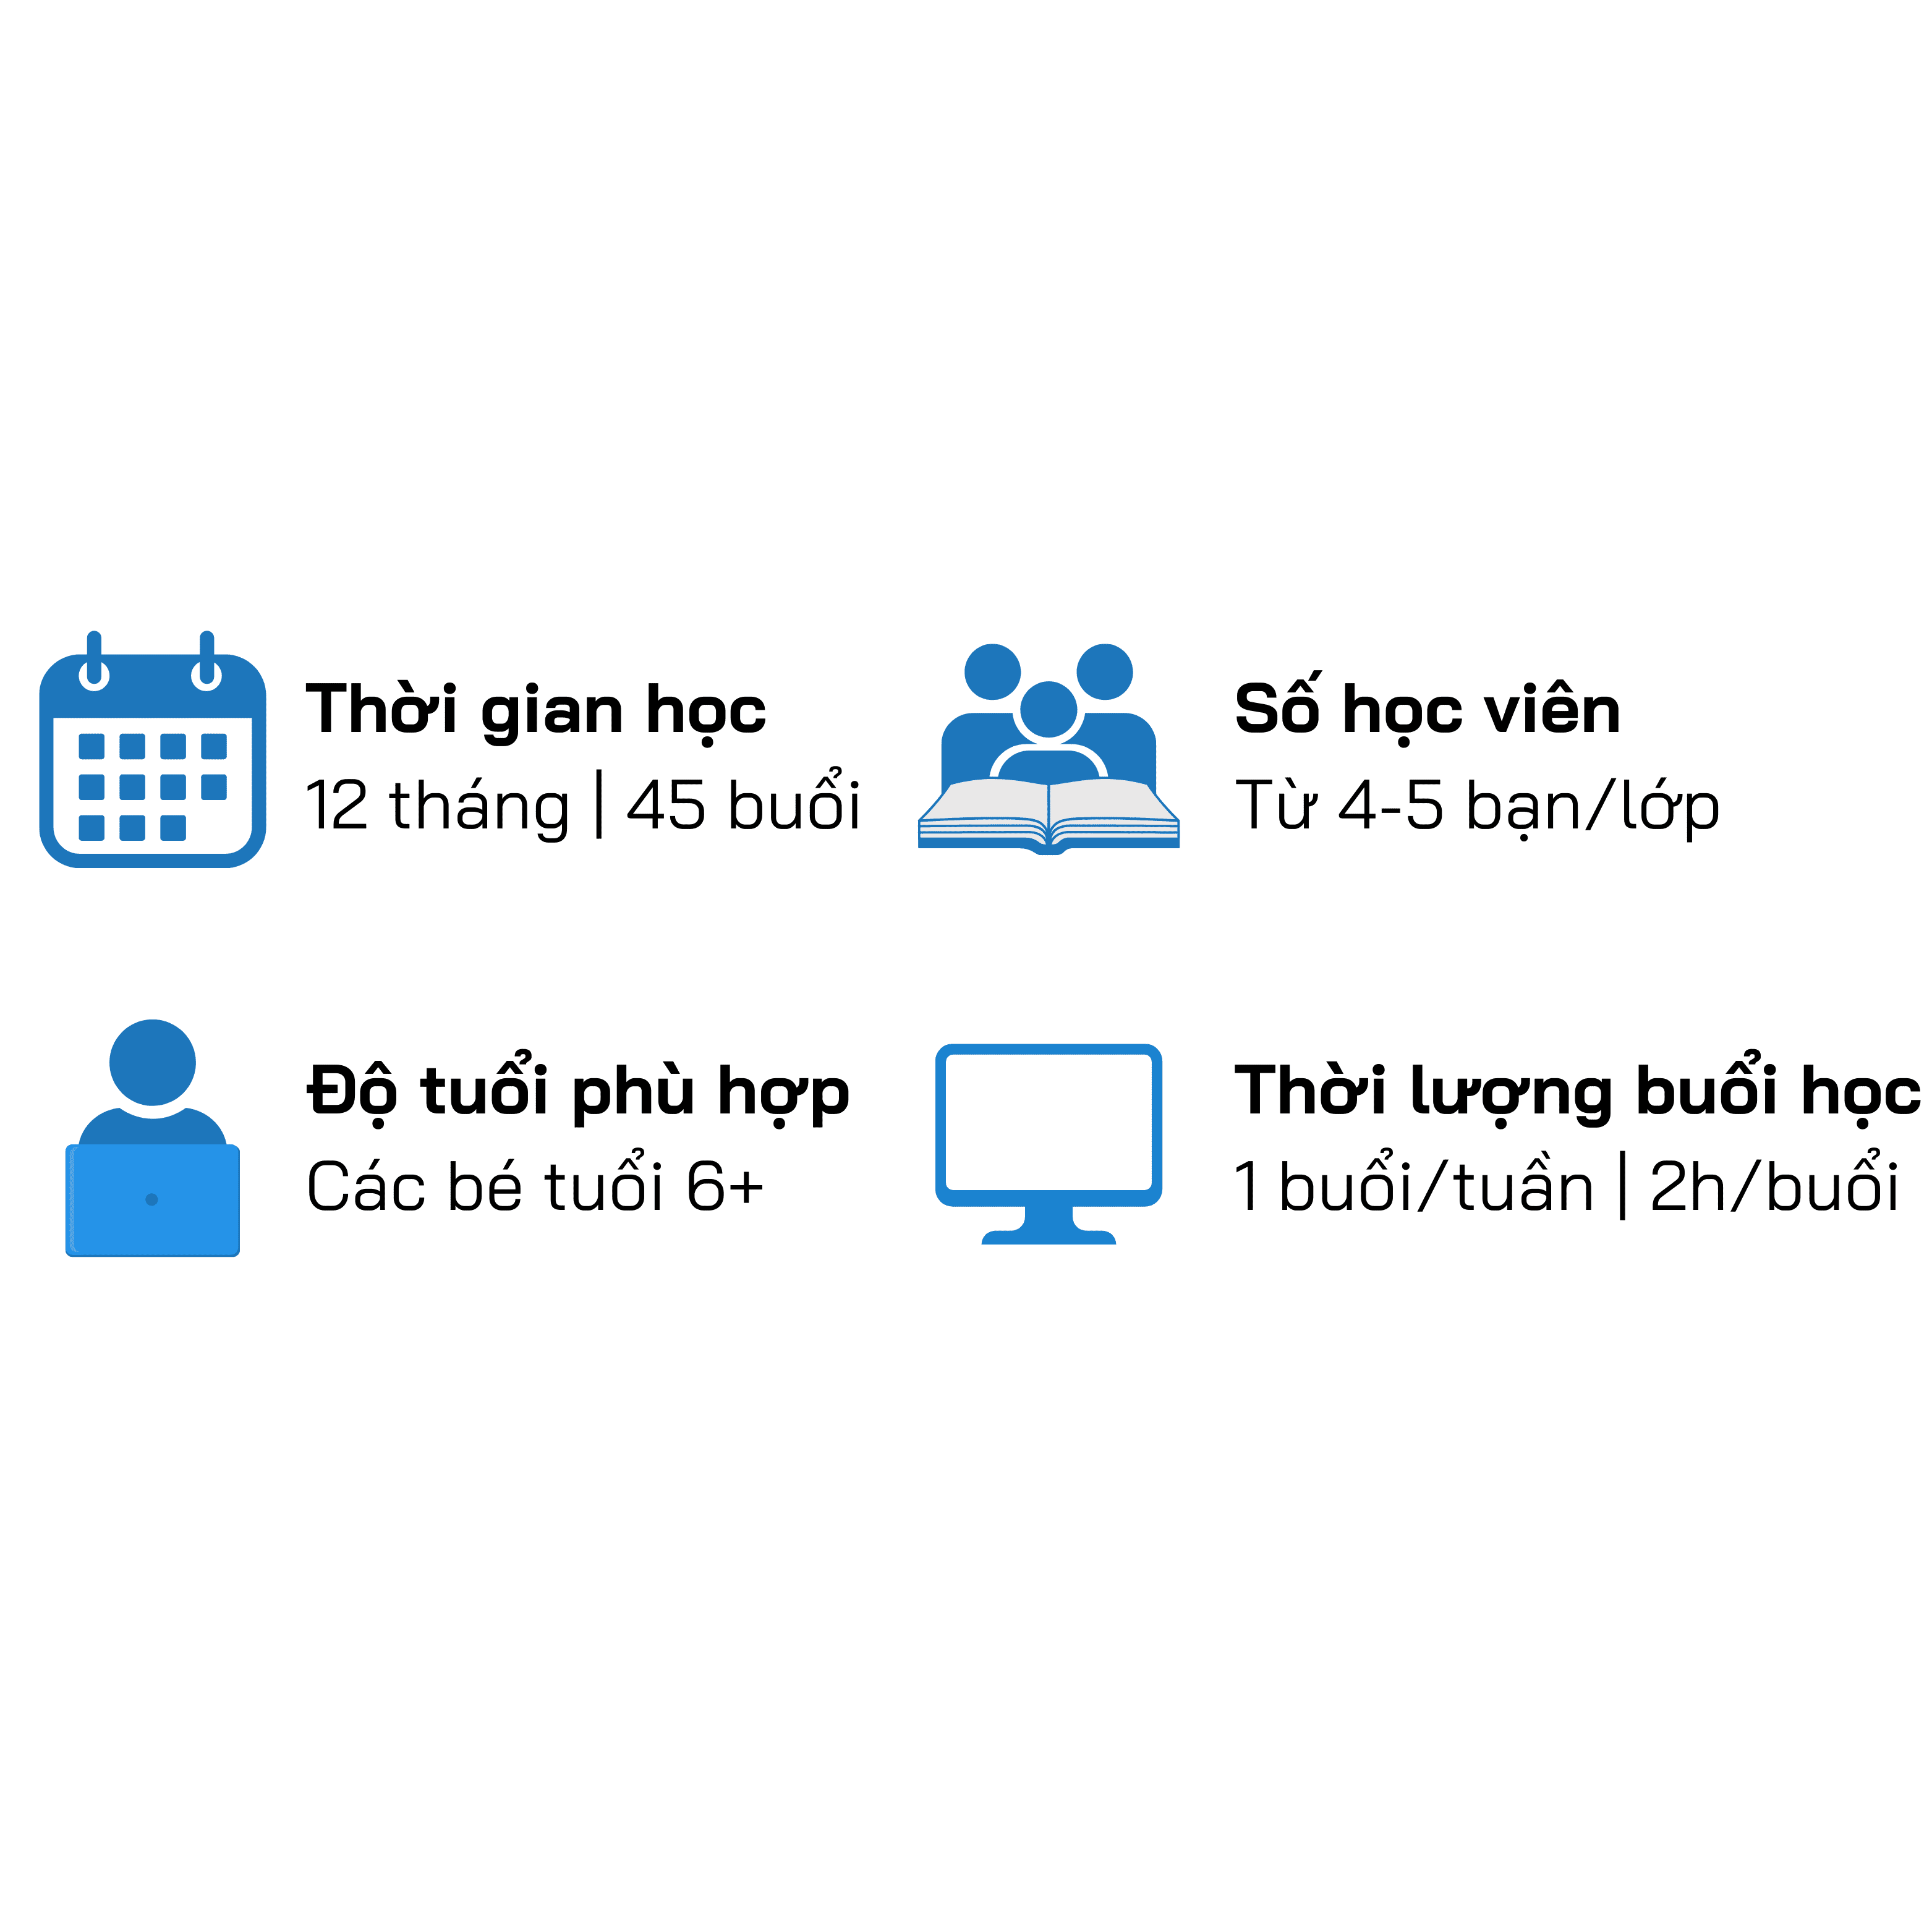 Thời gian học
12 tháng | 45 buổi
Số học viên
Từ 4-5 bạn/lớp
Độ tuổi phù hợp
Các bé tuổi 6+
Thời lượng buổi học
1 buổi/tuần | 2h/buổi